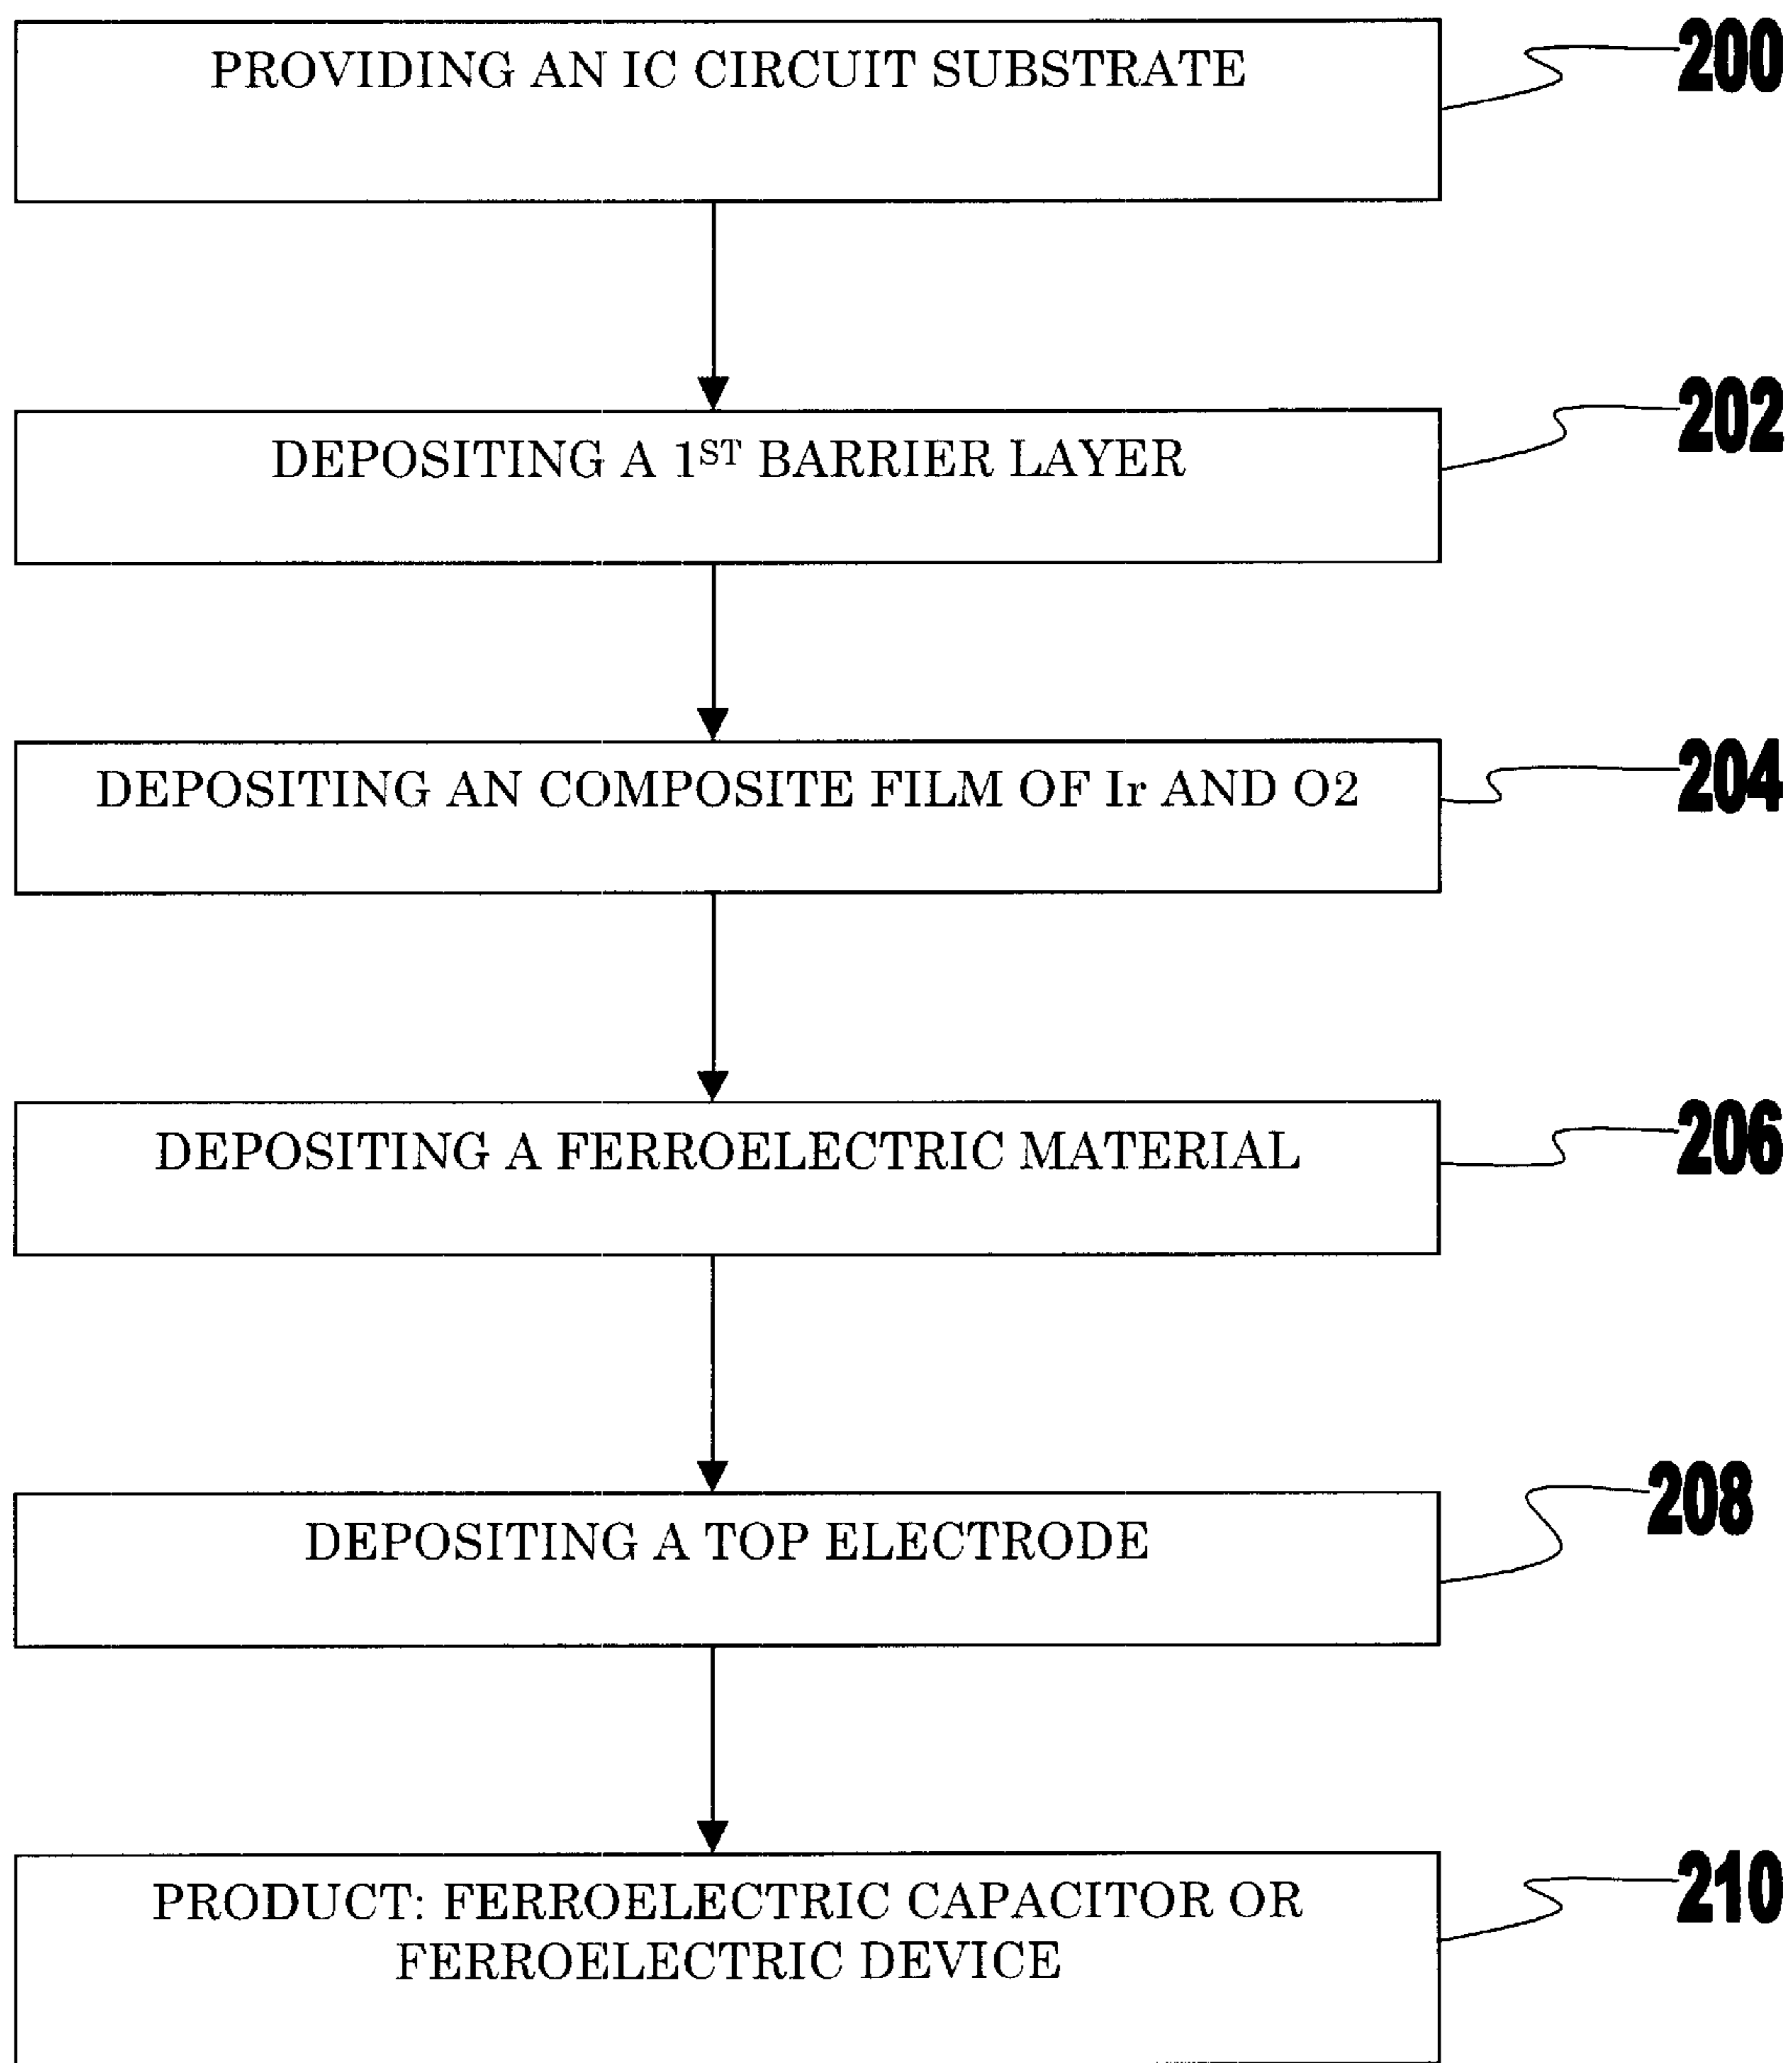 PROVIDING AN IC CIRCUIT SUBSTRATE
200
DEPOSITING A 1ST BARRIER LAYER
202
DEPOSITING AN COMPOSITE FILM OF Ir AND O2
204
DEPOSITING A FERROELECTRIC MATERIAL
206
DEPOSITING A TOP ELECTRODE
208
PRODUCT: FERROELECTRIC CAPACITOR OR
FERROELECTRIC DEVICE
210